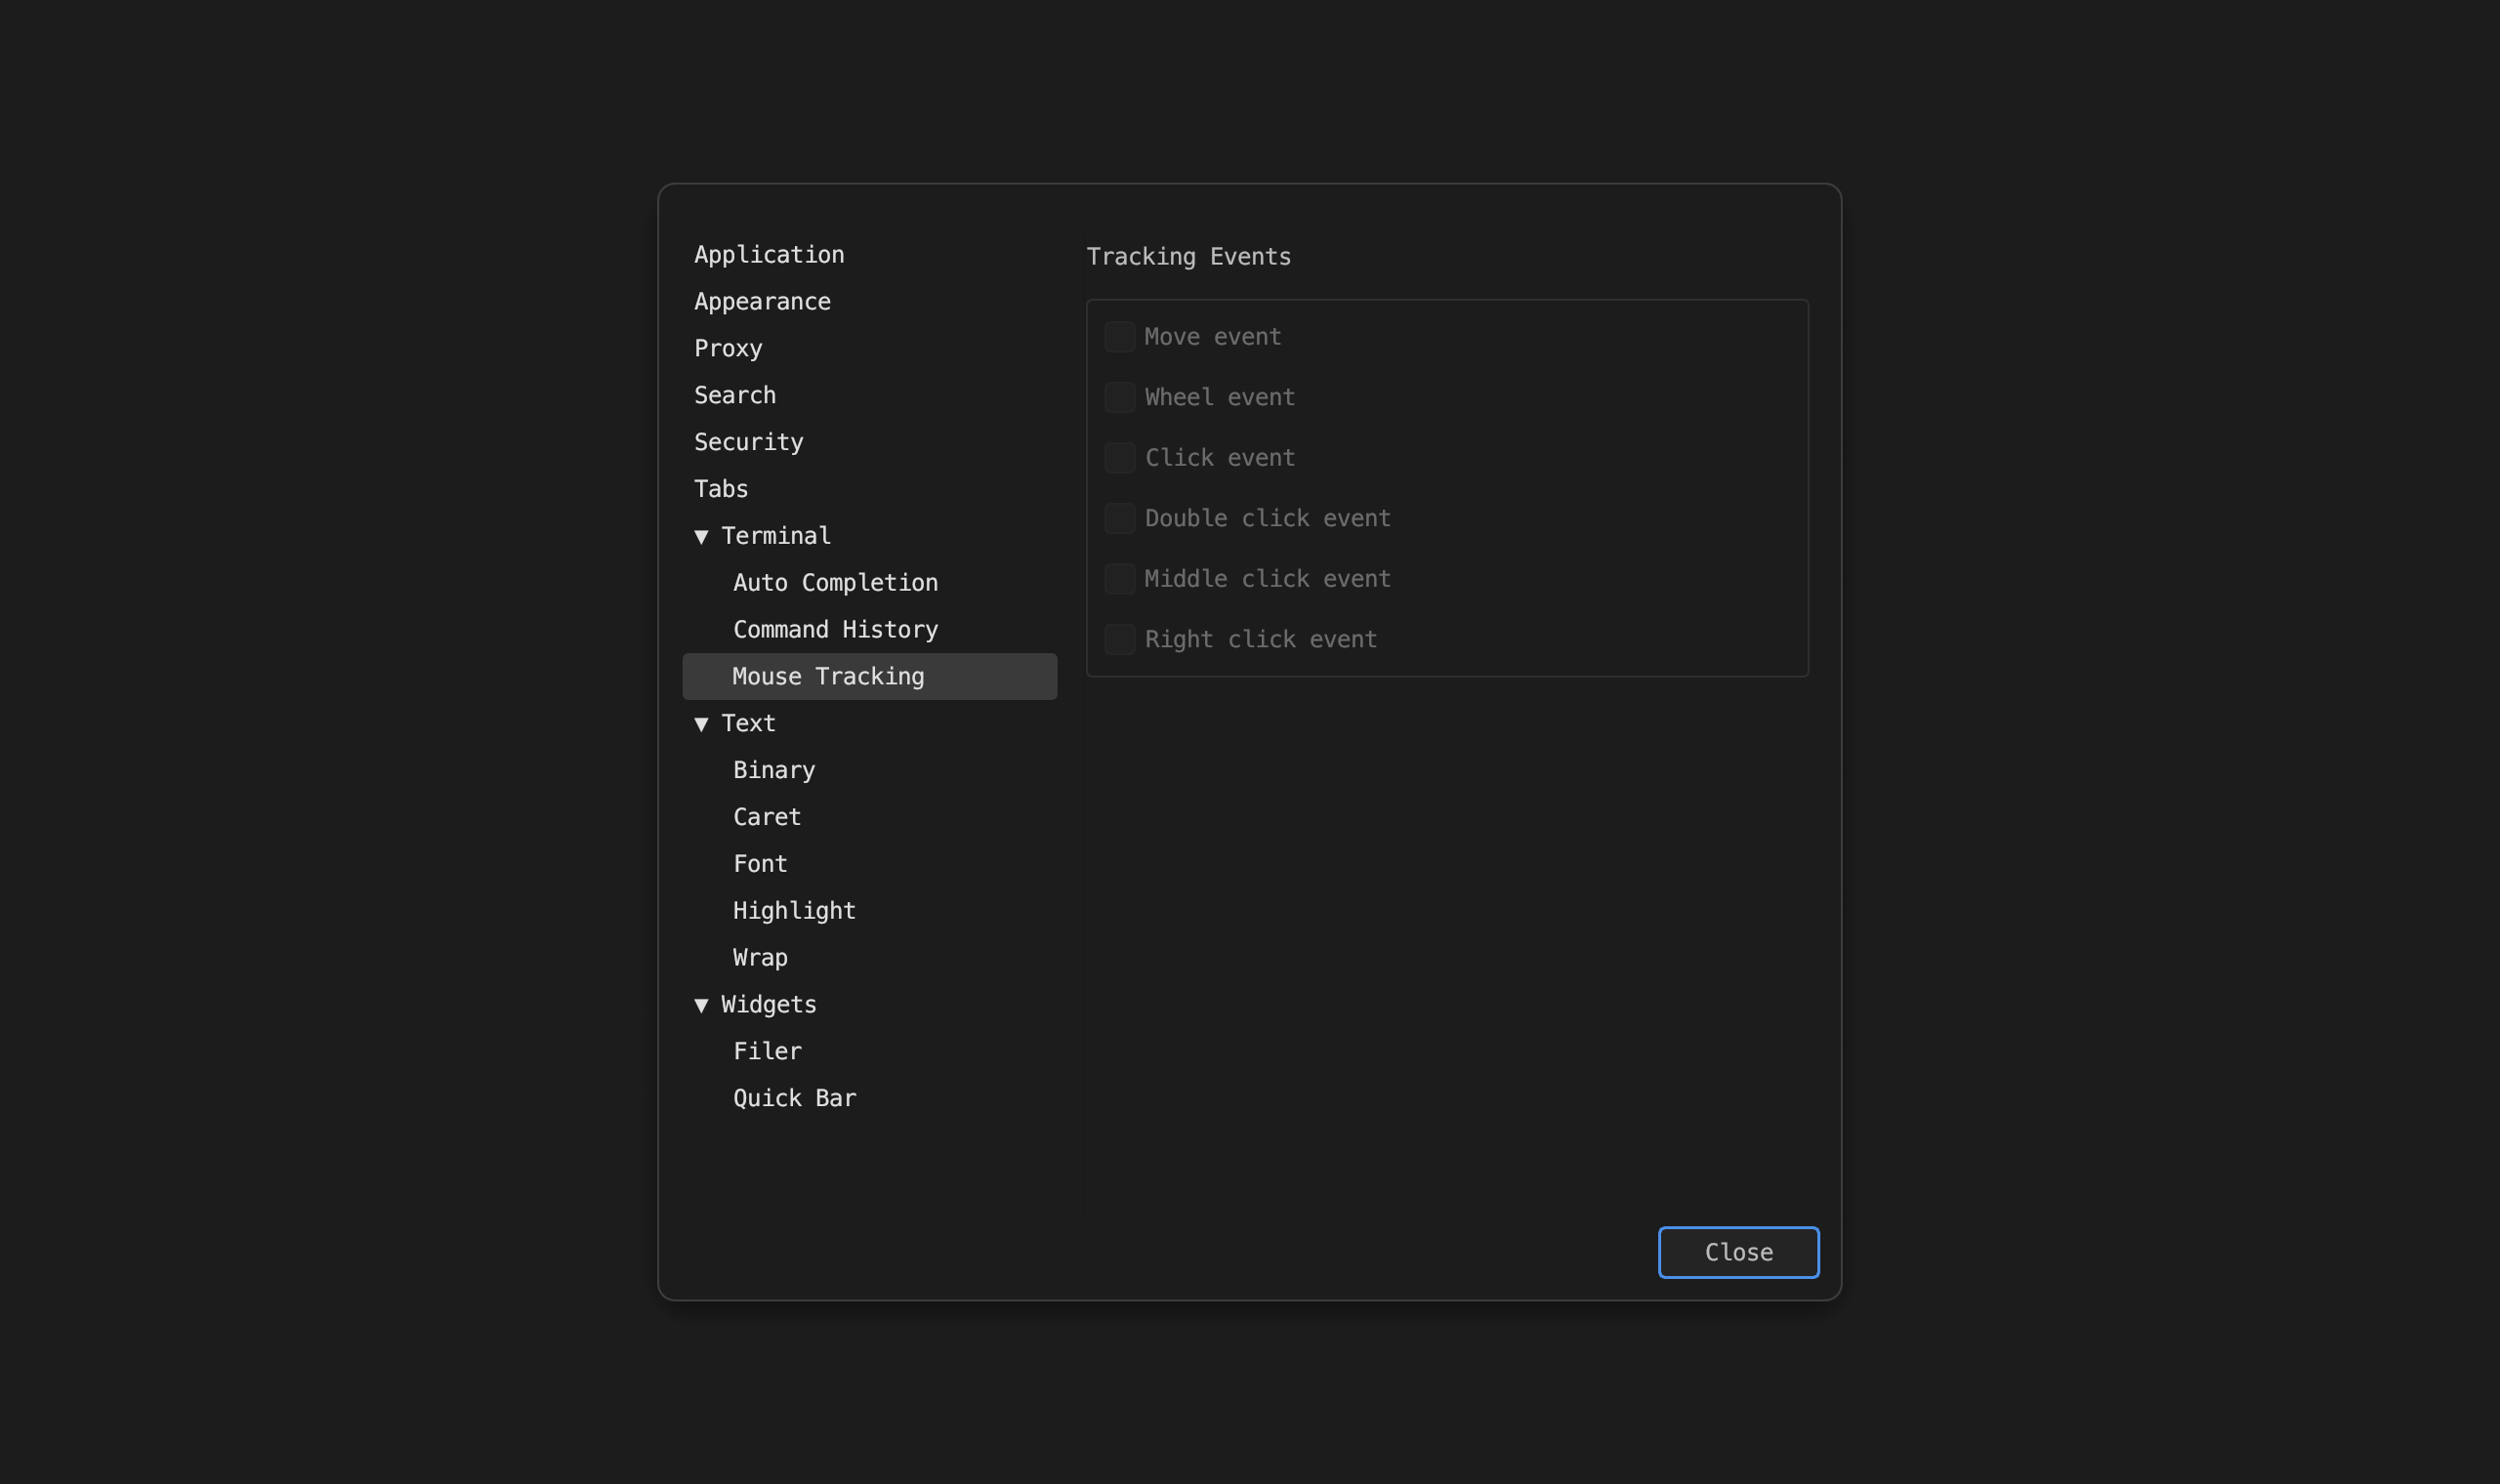 Application
Appearance
Proxy
Search
Security
Tabs
▼ Terminal
Auto Completion
Command History
Mouse Tracking
▼ Text
Binary
Caret
Font
Highlight
Wrap
▼ Widgets
Filer
Quick Bar
Tracking Events
Move event
Wheel event
Click event
Double click event
Middle click event
Right click event
Close